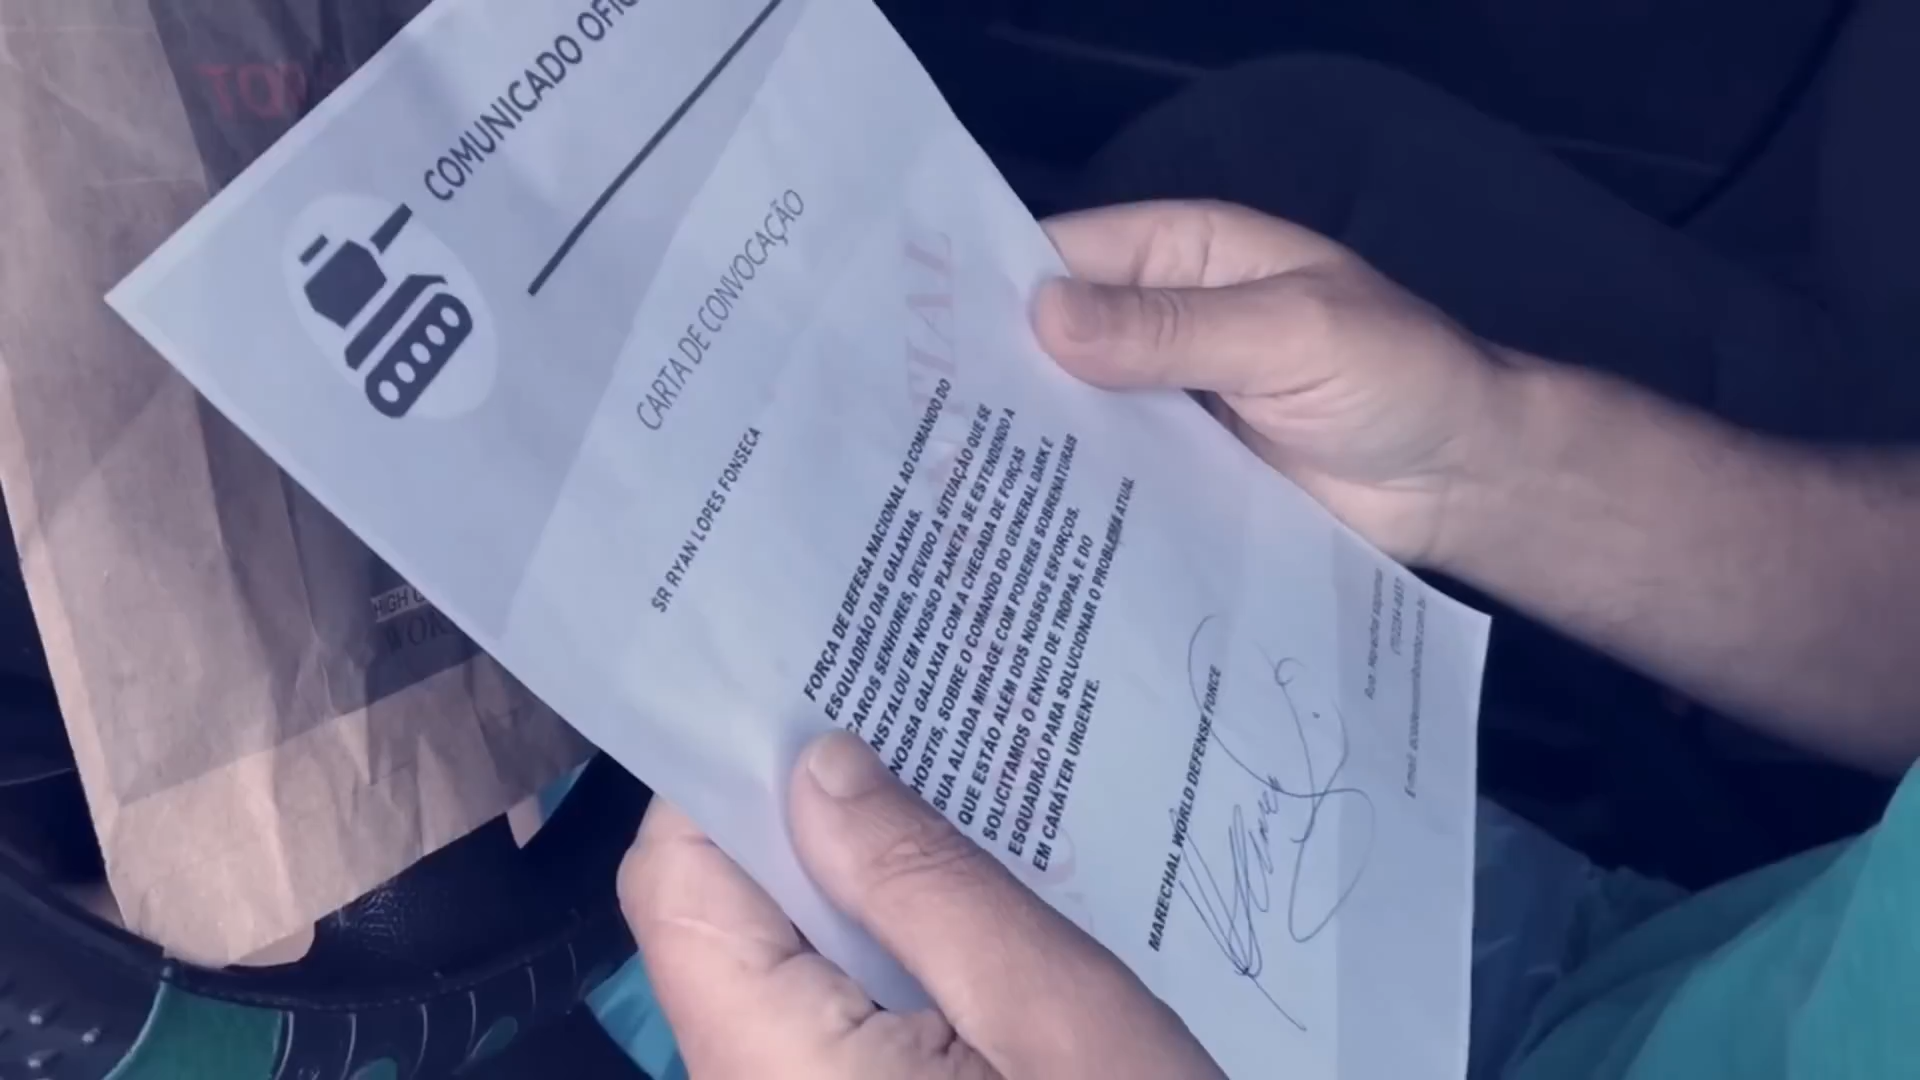 COMUNICADO
CARTA DE CONVOCAÇÃO
SR RYAN LOPES FONSECA
FORÇA DE DEFESA NACIONAL AO COMANDO DO
ESQUADRÃO DAS GALAXIAS.
CAROS SENHORES, DEVIDO A SITUAÇÃO QUE SE
INSTALOU EM NOSSO PLANETA SE ESTENDENDO A
NOSSA GALAXIA COM A CHEGADA DE FORÇAS
HOSTIS, SOBRE O COMANDO DO GENERAL DARK E
SUA ALIADA MIRAGE COM PODERES SOBRENATURAIS
QUE ESTÃO ALÉM DOS NOSSOS ESFORÇOS.
SOLICITAMOS O ENVIO DE TROPAS, E DO
ESQUADRÃO PARA SOLUCIONAR O PROBLEMA ATUAL
EM CARÁTER URGENTE.
MARECHAL WORLD DEFENSE FORCE
HIGH